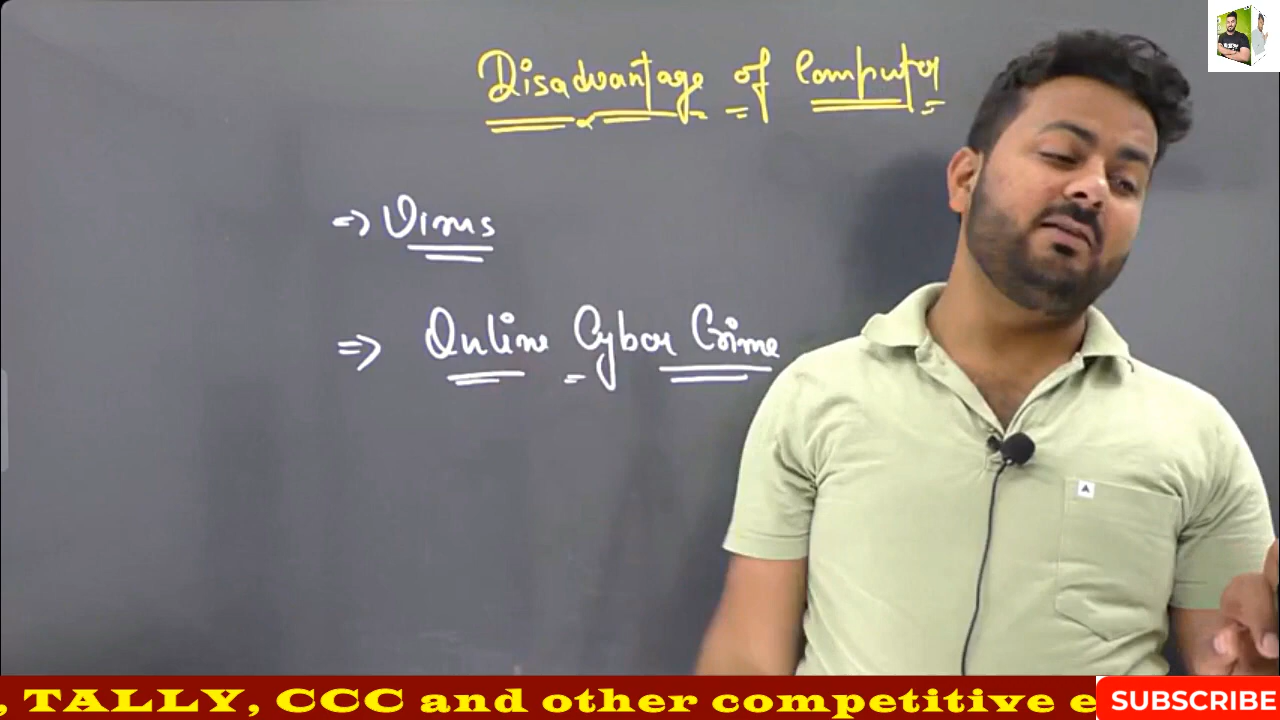 Disadvantage of Computer
=> Virus
=> Online Cyber Crime
, TALLY, CCC and other competitive e
SUBSCRIBE